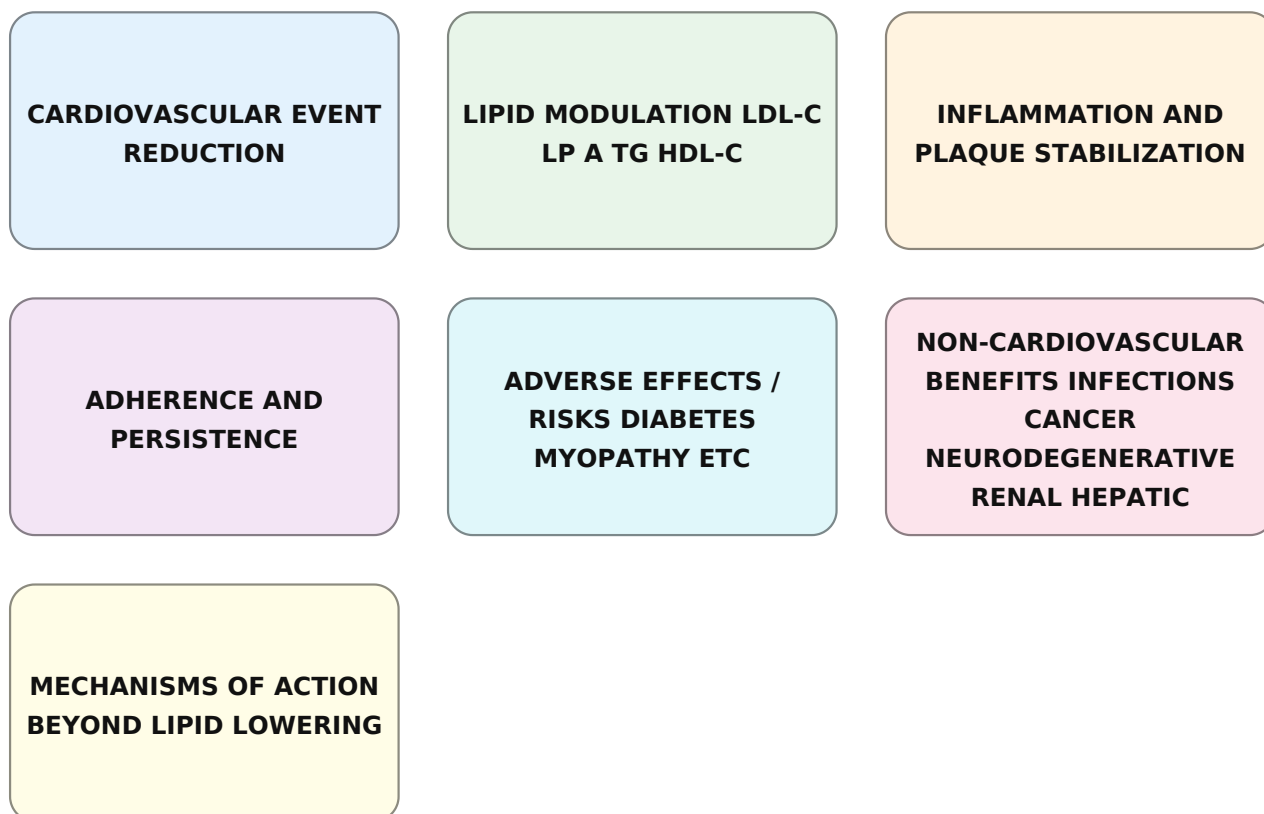 CARDIOVASCULAR EVENT
REDUCTION
LIPID MODULATION LDL-C
LP A TG HDL-C
INFLAMMATION AND
PLAQUE STABILIZATION
ADHERENCE AND
PERSISTENCE
ADVERSE EFFECTS /
RISKS DIABETES
MYOPATHY ETC
NON-CARDIOVASCULAR
BENEFITS INFECTIONS
CANCER
NEURODEGENERATIVE
RENAL HEPATIC
MECHANISMS OF ACTION
BEYOND LIPID LOWERING